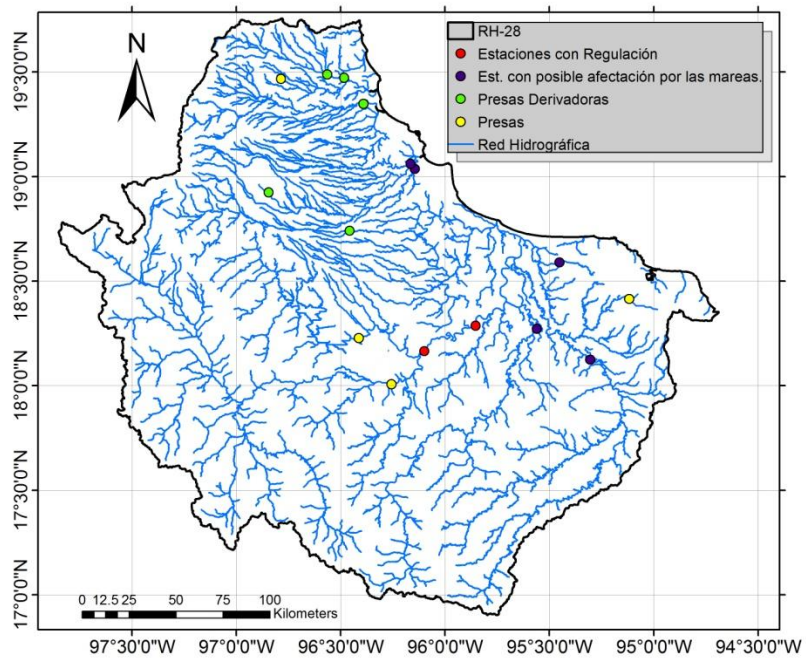 N
RH-28
Estaciones con Regulación
Est. con posible afectación por las mareas.
Presas Derivadoras
Presas
Red Hidrográfica
19°30'0"N
19°0'0"N
18°30'0"N
18°0'0"N
17°30'0"N
17°0'0"N
0 12.5 25 50 75 100
Kilometers
97°30'0"W 97°0'0"W 96°30'0"W 96°0'0"W 95°30'0"W 95°0'0"W 94°30'0"W